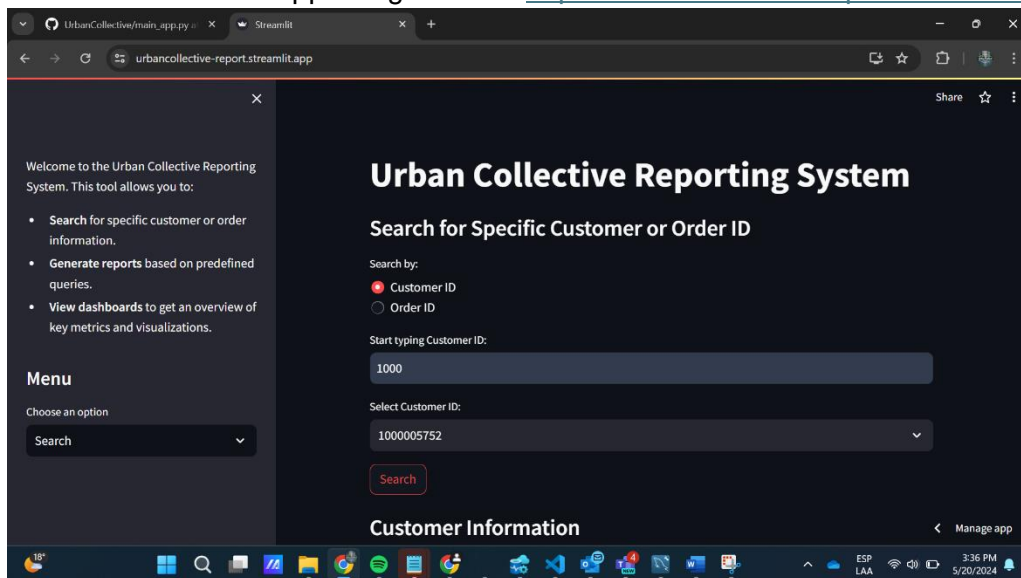 UrbanCollective/main_app.py a
Streamlit
urbancollective-report.streamlit.app
Share
Welcome to the Urban Collective Reporting
System. This tool allows you to:
• Search for specific customer or order
information.
• Generate reports based on predefined
queries.
• View dashboards to get an overview of
key metrics and visualizations.
Menu
Choose an option
Search
Urban Collective Reporting System
Search for Specific Customer or Order ID
Search by:
Customer ID
Order ID
Start typing Customer ID:
1000
Select Customer ID:
1000005752
Search
Customer Information
Manage app
18°
ESP
LAA
3:36 PM
5/20/2024